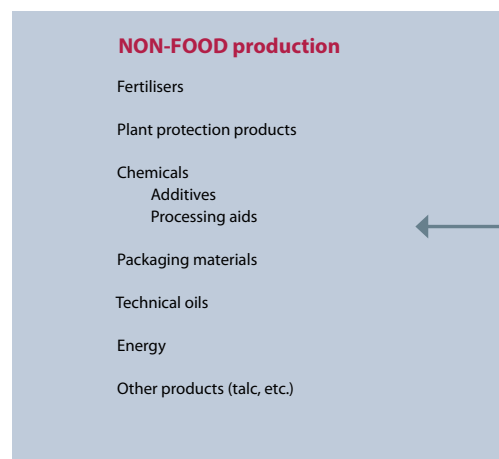 NON-FOOD production
Fertilisers
Plant protection products
Chemicals
Additives
Processing aids
Packaging materials
Technical oils
Energy
Other products (talc, etc.)